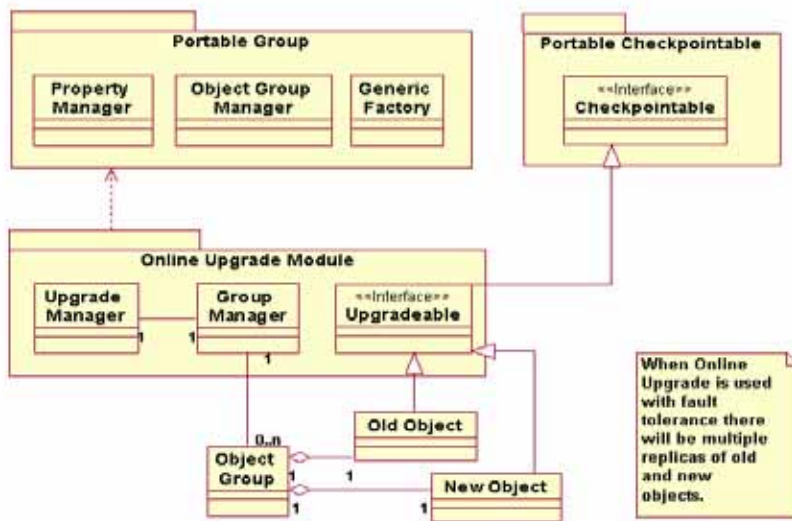 Portable Group
Property
Manager
Object Group
Manager
Generic
Factory
Portable Checkpointable
<<Interface>>
Checkpointable
Online Upgrade Module
Upgrade
Manager
1
1
Group
Manager
1
<<Interface>>
Upgradeable
0..n
Object
Group
1
1
Old Object
1
1
New Object
When Online
Upgrade is used
with fault
tolerance there
will be multiple
replicas of old
and new
objects.